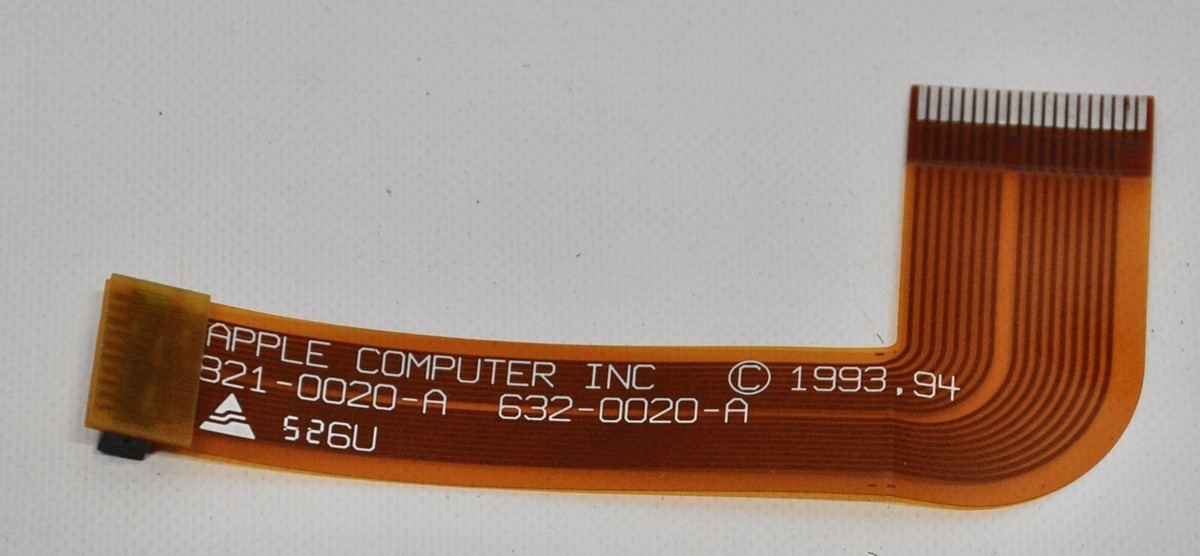 APPLE COMPUTER INC © 1993,94
821-0020-A 632-0020-A
526U